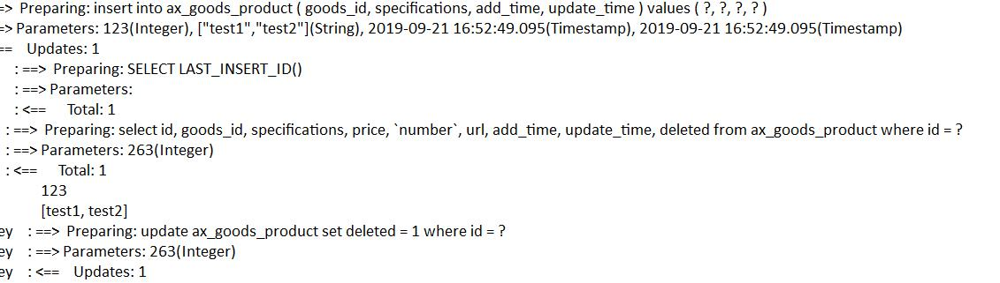 => Preparing: insert into ax_goods_product ( goods_id, specifications, add_time, update_time ) values ( ?, ?, ?, ? )
=> Parameters: 123(Integer), ["test1","test2"](String), 2019-09-21 16:52:49.095(Timestamp), 2019-09-21 16:52:49.095(Timestamp)
== Updates: 1
: ==> Preparing: SELECT LAST_INSERT_ID()
: ==> Parameters:
: <== Total: 1
: ==> Preparing: select id, goods_id, specifications, price, `number`, url, add_time, update_time, deleted from ax_goods_product where id = ?
: ==> Parameters: 263(Integer)
: <== Total: 1
123
[test1, test2]
ey : ==> Preparing: update ax_goods_product set deleted = 1 where id = ?
ey : ==> Parameters: 263(Integer)
ey : <== Updates: 1